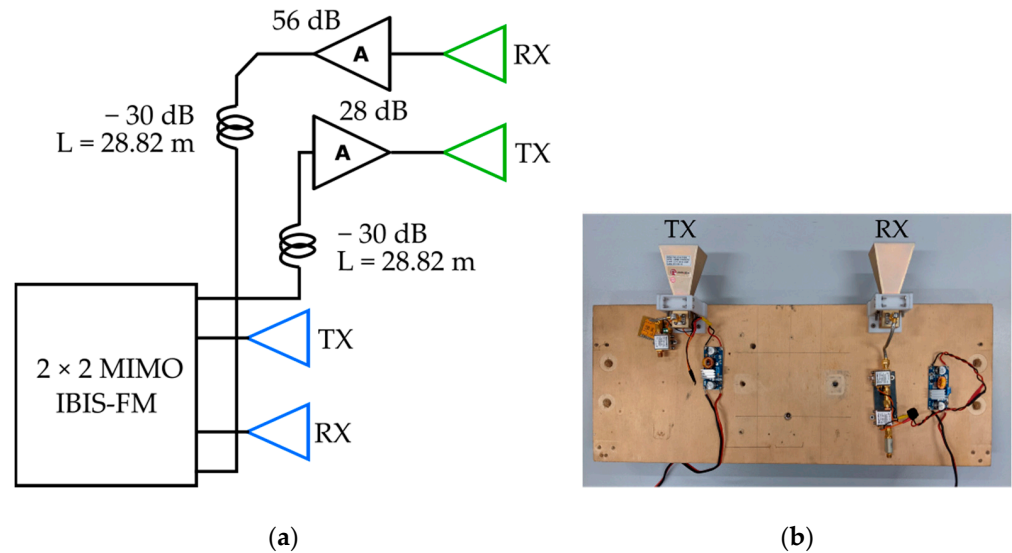 56 dB
A
RX
− 30 dB
L = 28.82 m
28 dB
A
TX
− 30 dB
L = 28.82 m
2 × 2 MIMO
IBIS-FM
TX
RX
TX
RX
(a)
(b)